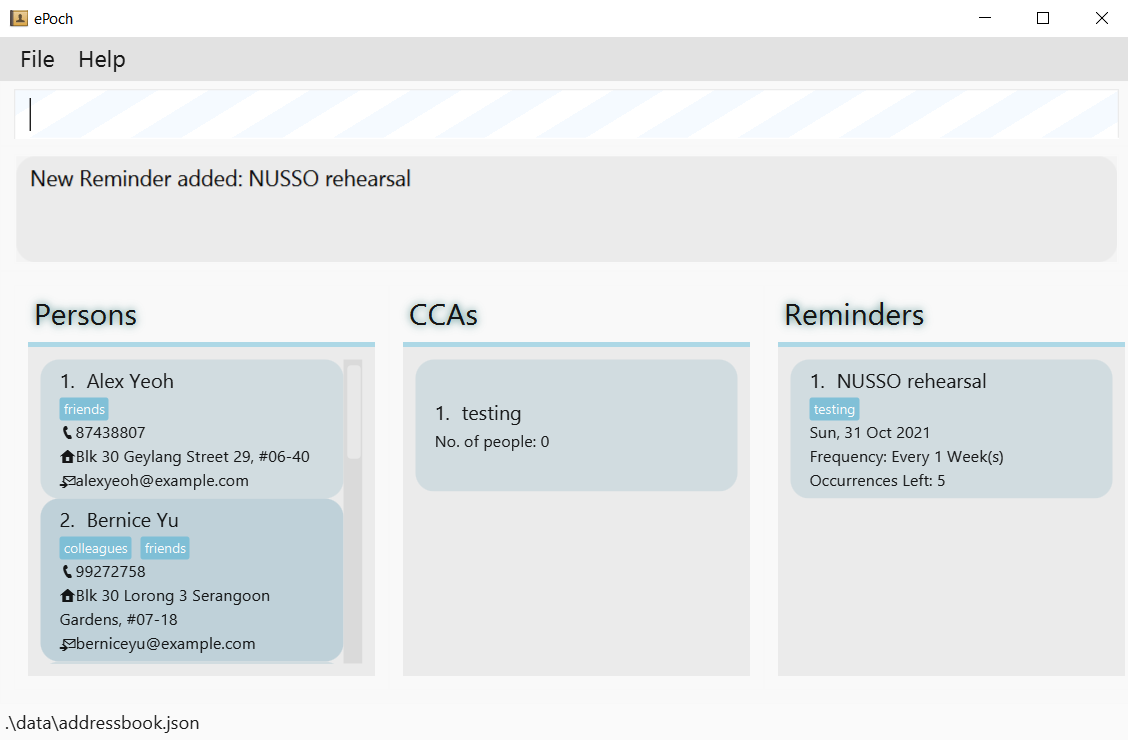 ePoch
File Help
New Reminder added: NUSSO rehearsal
Persons
1. Alex Yeoh
friends
87438807
Blk 30 Geylang Street 29, #06-40
alexyeoh@example.com
2. Bernice Yu
colleagues friends
99272758
Blk 30 Lorong 3 Serangoon
Gardens, #07-18
berniceyu@example.com
CCAs
1. testing
No. of people: 0
Reminders
1. NUSSO rehearsal
testing
Sun, 31 Oct 2021
Frequency: Every 1 Week(s)
Occurrences Left: 5
.\data\addressbook.json